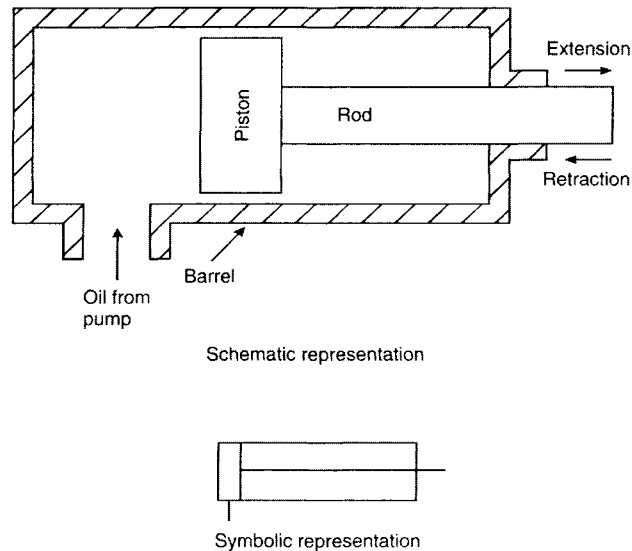 Extension
Piston
Rod
Retraction
Barrel
Oil from
pump
Schematic representation
Symbolic representation